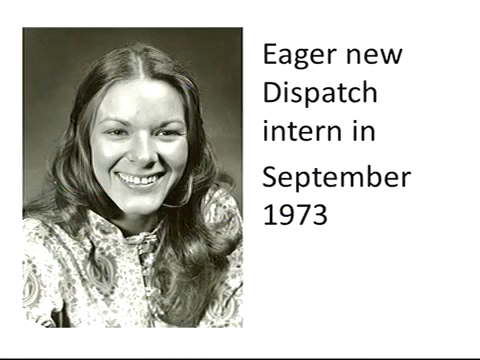 Eager new
Dispatch
intern in
September
1973